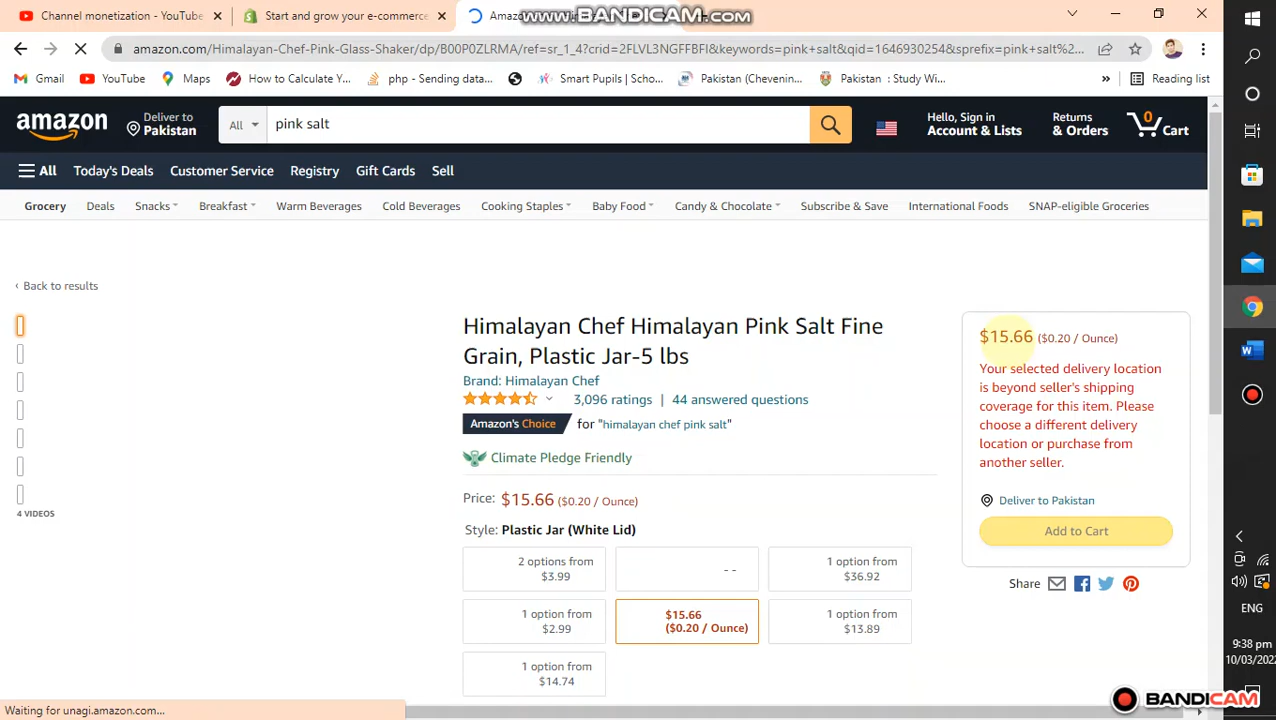 www.BANDICAM.com
Channel monetization - YouTube
Start and grow your e-commerce
Amazo
amazon.com/Himalayan-Chef-Pink-Glass-Shaker/dp/B00P0ZLRMA/ref=sr_1_4?crid=2FLVL3NGFFBFI&keywords=pink+salt&qid=1646930254&sprefix=pink+salt%2...
Gmail
YouTube
Maps
How to Calculate Y...
php - Sending data...
Smart Pupils | Scho...
Pakistan (Chevenin...
Pakistan : Study Wi...
»
Reading list
amazon
Deliver to
Pakistan
All
pink salt
Hello, Sign in
Account & Lists
Returns
& Orders
0
Cart
All
Today's Deals
Customer Service
Registry
Gift Cards
Sell
Grocery
Deals
Snacks
Breakfast
Warm Beverages
Cold Beverages
Cooking Staples
Baby Food
Candy & Chocolate
Subscribe & Save
International Foods
SNAP-eligible Groceries
‹ Back to results
4 VIDEOS
Himalayan Chef Himalayan Pink Salt Fine
Grain, Plastic Jar-5 lbs
Brand: Himalayan Chef
3,096 ratings | 44 answered questions
Amazon's Choice for "himalayan chef pink salt"
Climate Pledge Friendly
Price: $15.66 ($0.20 / Ounce)
Style: Plastic Jar (White Lid)
2 options from
$3.99
- -
1 option from
$36.92
1 option from
$2.99
$15.66
($0.20 / Ounce)
1 option from
$13.89
1 option from
$14.74
$15.66 ($0.20 / Ounce)
Your selected delivery location
is beyond seller's shipping
coverage for this item. Please
choose a different delivery
location or purchase from
another seller.
Deliver to Pakistan
Add to Cart
Share
ENG
9:38 pm
10/03/2022
Waiting for unagi.amazon.com...
BANDICAM